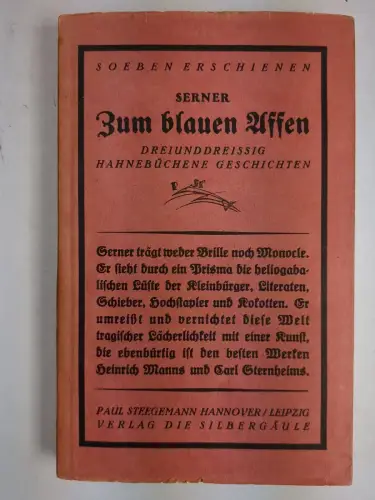 SOEBEN ERSCHIENEN
SERNER
Zum blauen Affen
DREIUNDDREISSIG
HAHNEBÜCHENE GESCHICHTEN
P ST
Serner trägt weder Brille noch Monocle.
Er sieht durch ein Prisma die heliogaba-
lischen Lüste der Kleinbürger, Literaten,
Schieber, Hochstapler und Kokotten. Er
umreißt und vernichtet diese Welt
tragischer Lächerlichkeit mit einer Kunst,
die ebenbürtig ist den besten Werken
Heinrich Manns und Carl Sternheims.
PAUL STEEGEMANN HANNOVER/LEIPZIG
VERLAG DIE SILBERGÄULE